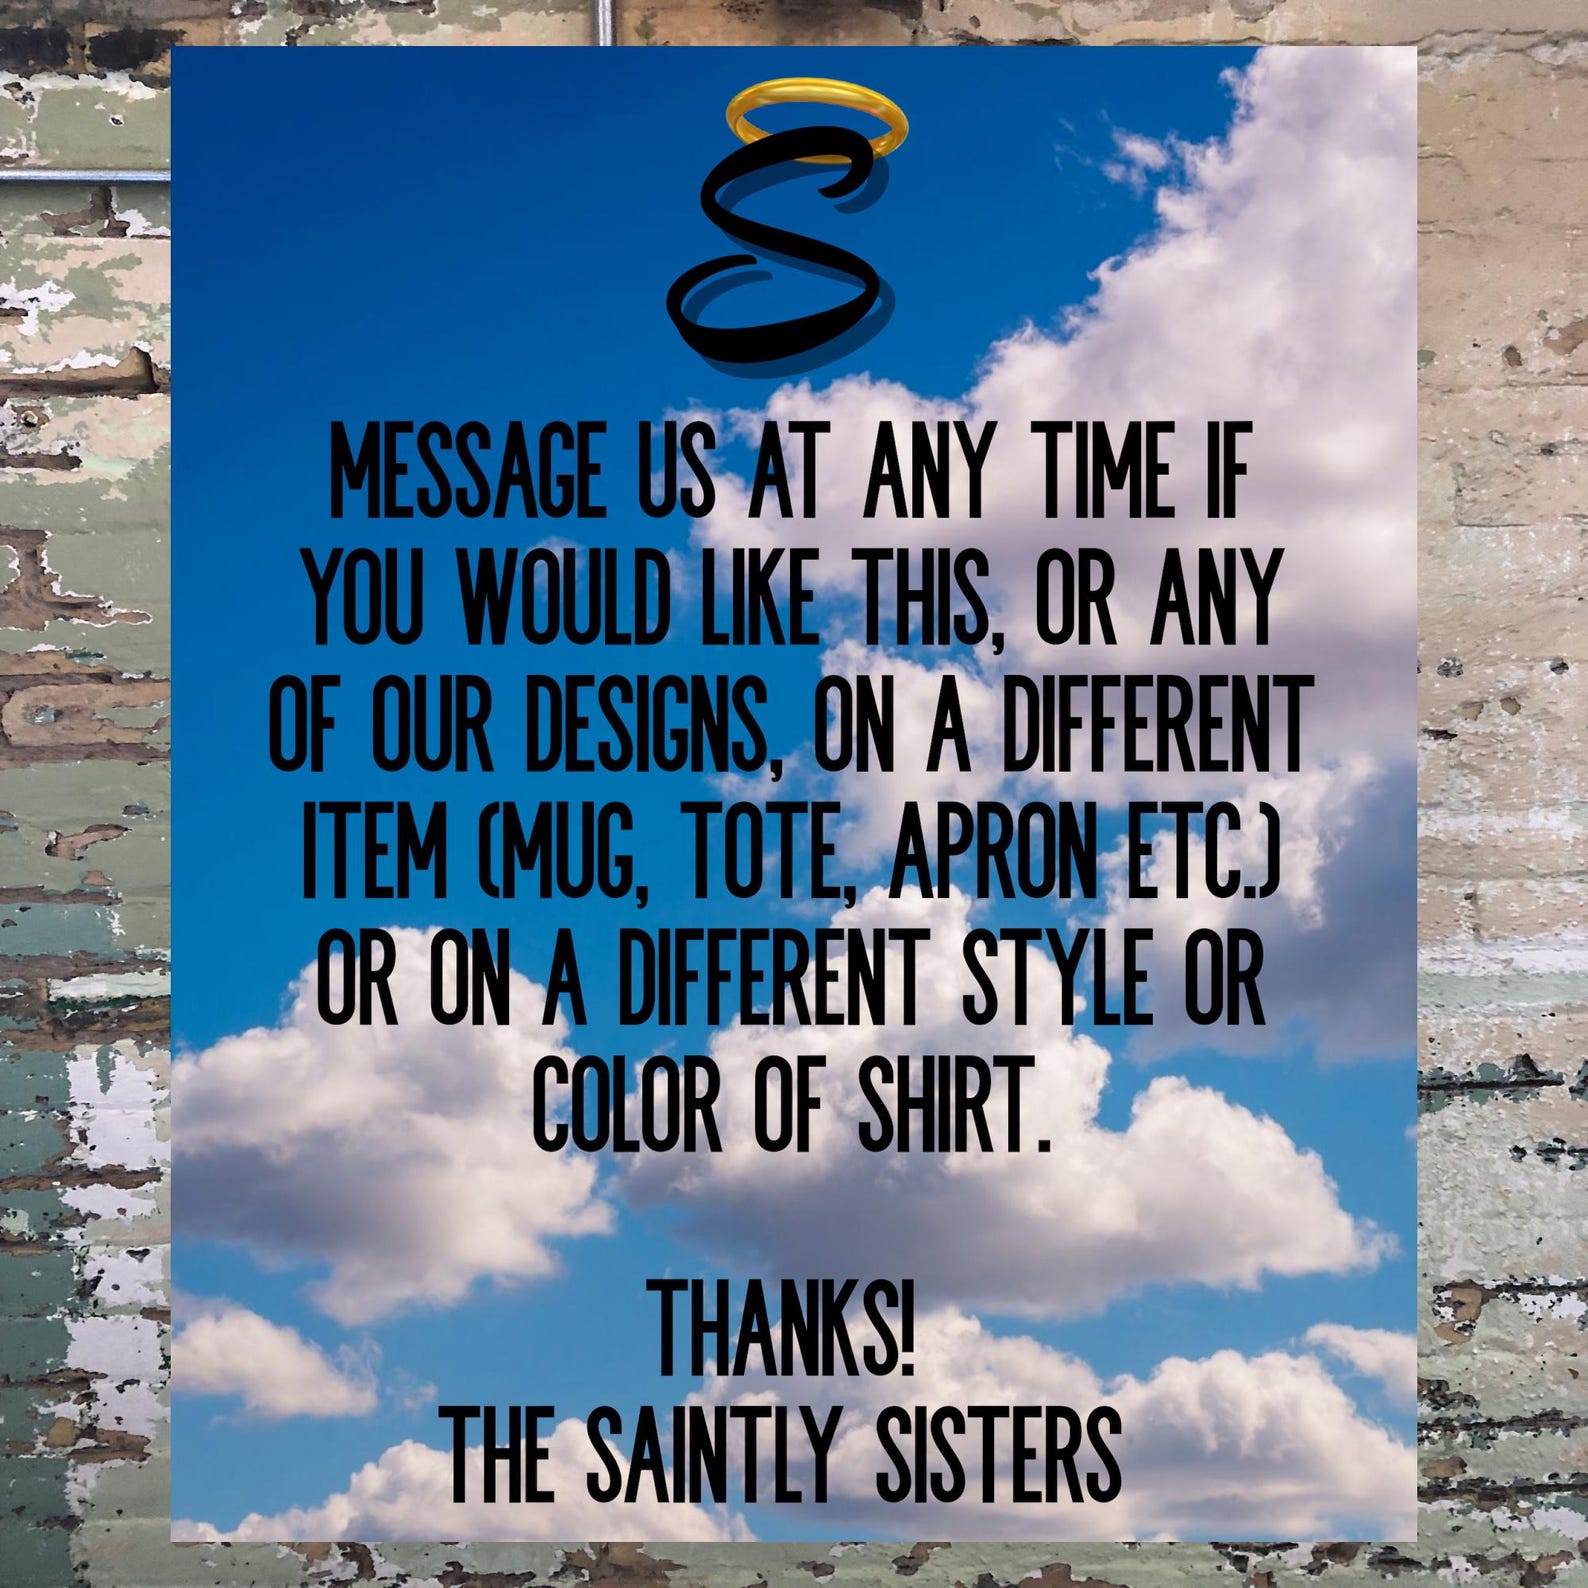 S
MESSAGE US AT ANY TIME IF
YOU WOULD LIKE THIS, OR ANY
OF OUR DESIGNS, ON A DIFFERENT
ITEM (MUG, TOTE, APRON ETC.)
OR ON A DIFFERENT STYLE OR
COLOR OF SHIRT.
THANKS!
THE SAINTLY SISTERS